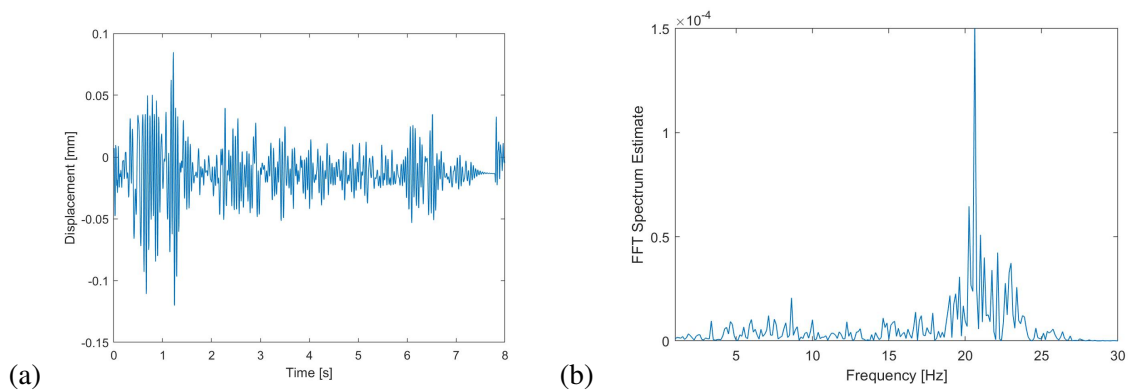 0.1
0.05
0
-0.05
-0.1
-0.15
0 1 2 3 4 5 6 7 8
Displacement [mm]
Time [s]
(a)
×10⁻⁴
1.5
1
0.5
0
5 10 15 20 25 30
FFT Spectrum Estimate
Frequency [Hz]
(b)